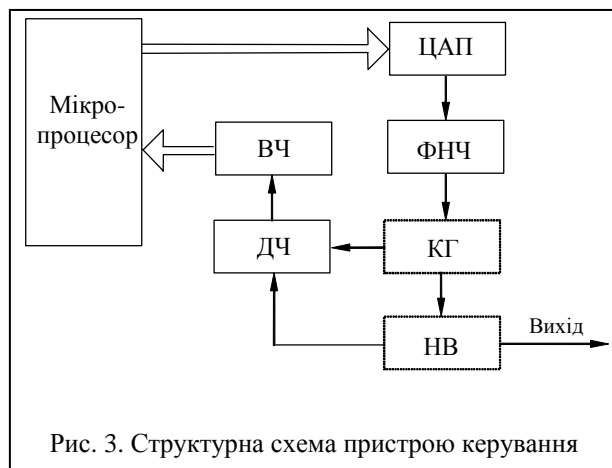 ЦАП
Мікро-
процесор
ВЧ
ФНЧ
ДЧ
КГ
НВ
Вихід
Рис. 3. Структурна схема пристрою керування